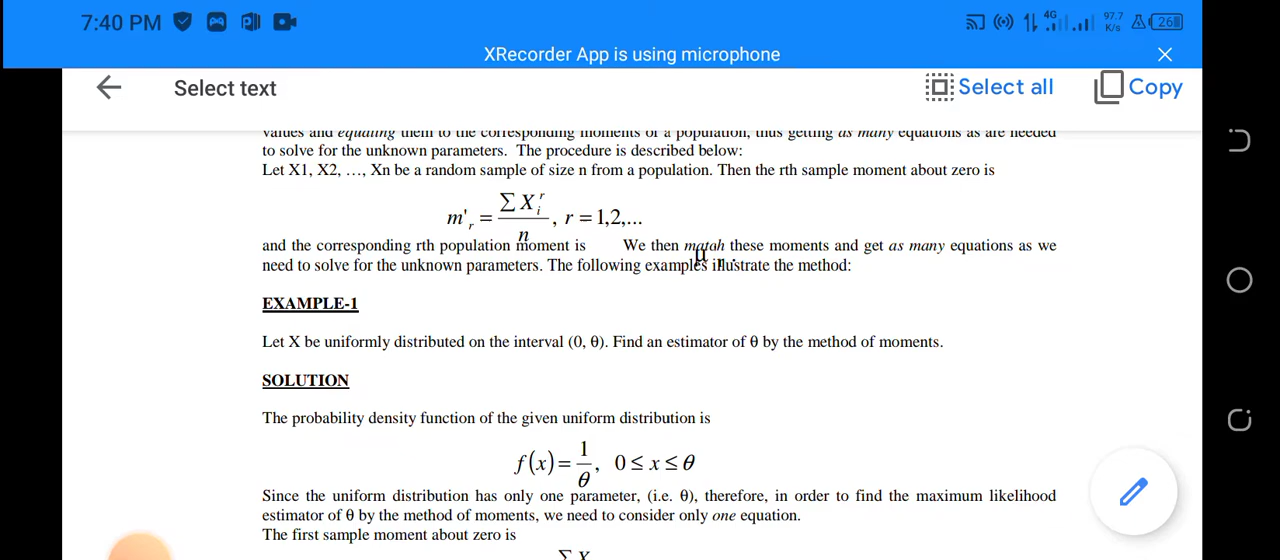 7:40 PM 4G 97.7 K/s 26
XRecorder App is using microphone
Select text Select all Copy
values and equating them to the corresponding moments of a population, thus getting as many equations as are needed
to solve for the unknown parameters. The procedure is described below:
Let X1, X2, …, Xn be a random sample of size n from a population. Then the rth sample moment about zero is
m'_r = ∑ X_i^r / n, r = 1,2,...
and the corresponding rth population moment is μ'_r. We then match these moments and get as many equations as we
need to solve for the unknown parameters. The following examples illustrate the method:
EXAMPLE-1
Let X be uniformly distributed on the interval (0, θ). Find an estimator of θ by the method of moments.
SOLUTION
The probability density function of the given uniform distribution is
f(x) = 1/θ, 0 ≤ x ≤ θ
Since the uniform distribution has only one parameter, (i.e. θ), therefore, in order to find the maximum likelihood
estimator of θ by the method of moments, we need to consider only one equation.
The first sample moment about zero is
∑ X